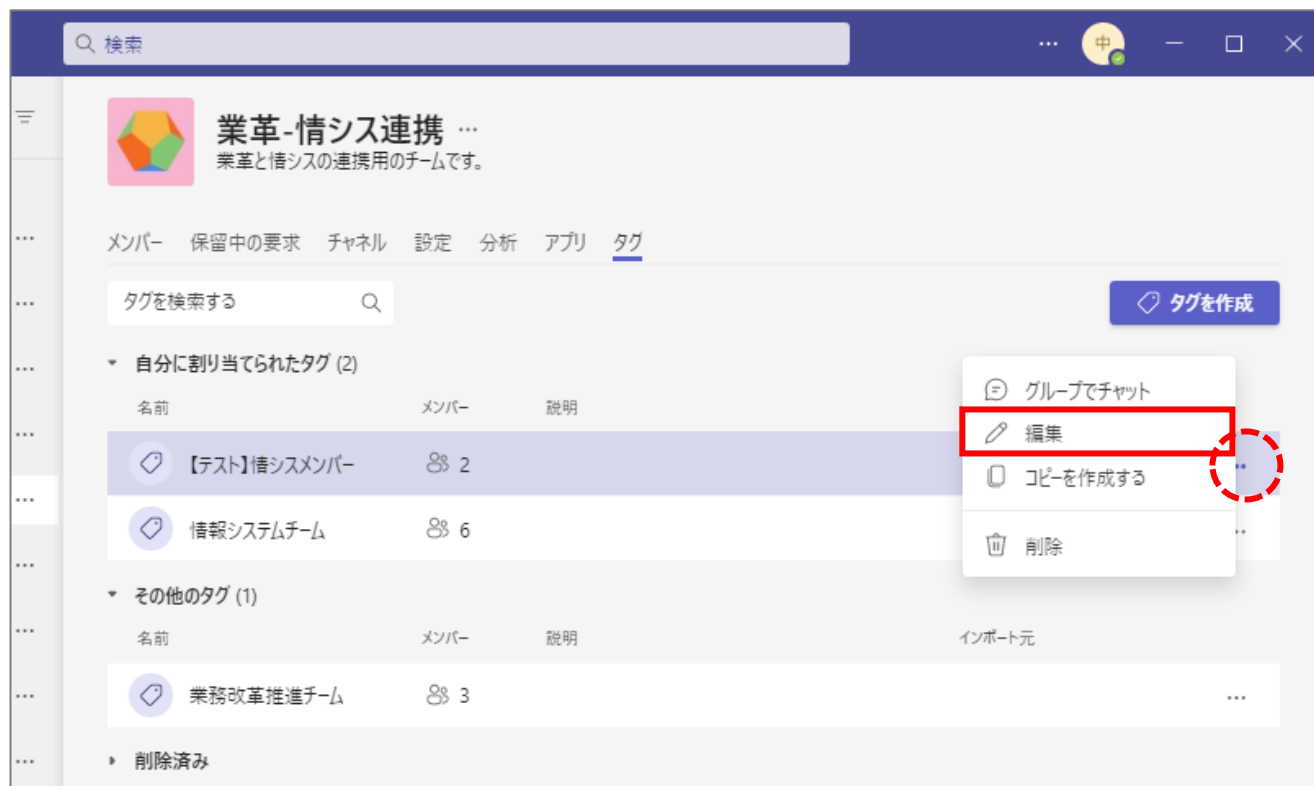 検索
中
業革-情シス連携
業革と情シスの連携用のチームです。
メンバー 保留中の要求 チャネル 設定 分析 アプリ タグ
タグを検索する
タグを作成
自分に割り当てられたタグ (2)
名前 メンバー 説明
【テスト】情シスメンバー 2
情報システムチーム 6
グループでチャット
編集
コピーを作成する
削除
その他のタグ (1)
名前 メンバー 説明 インポート元
業務改革推進チーム 3
削除済み